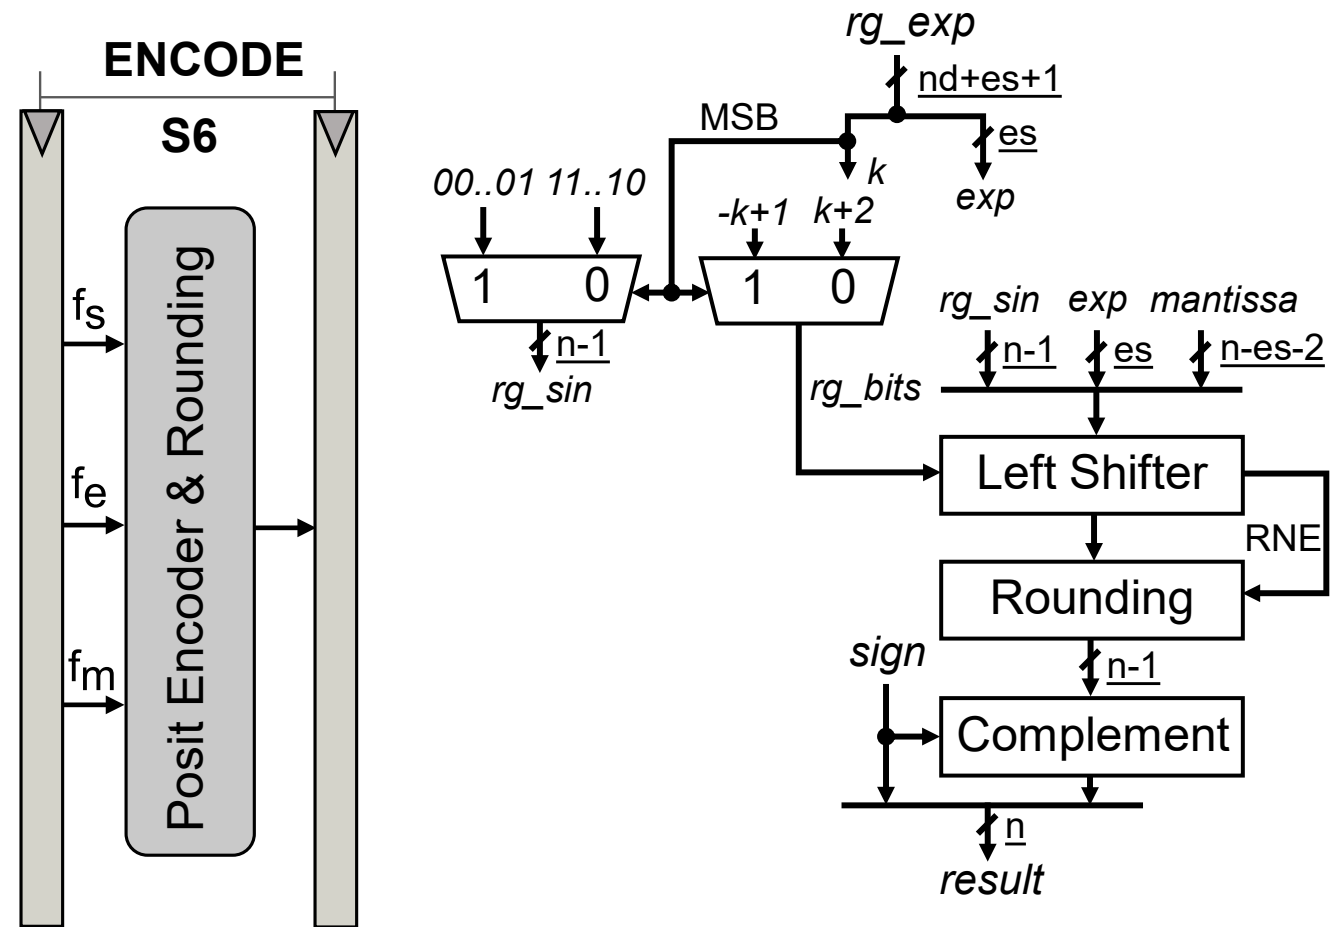 ENCODE
S6
fs
fe
fm
Posit Encoder & Rounding
rg_exp
nd+es+1
MSB
es
k
exp
00..01 11..10
-k+1 k+2
1 0
1 0
n-1
rg_sin
rg_bits
rg_sin exp mantissa
n-1 es n-es-2
Left Shifter
RNE
Rounding
n-1
sign
Complement
n
result